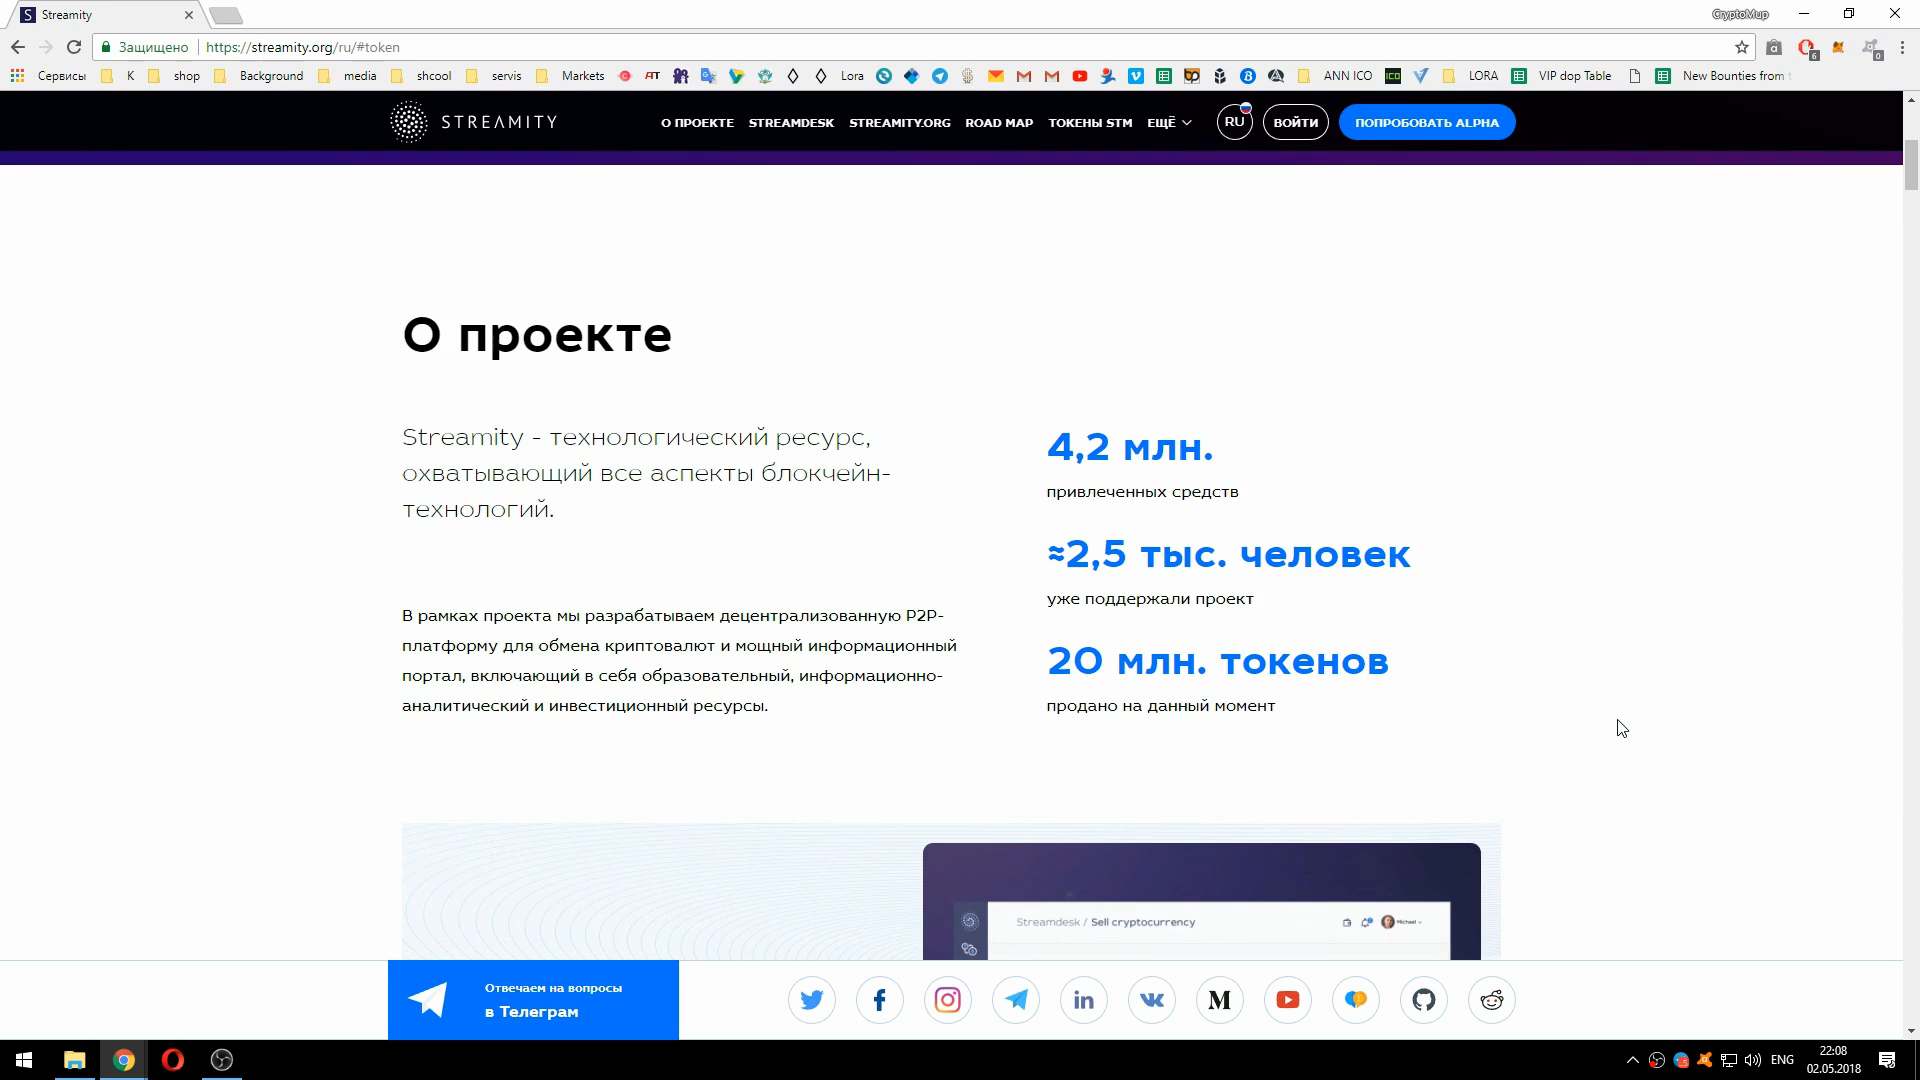 Streamity
CryptoMup
Защищено
https://streamity.org/ru/#token
Сервисы K shop Background media shcool servis Markets Lora ANN ICO LORA VIP dop Table New Bounties from
STREAMITY
О ПРОЕКТЕ STREAMDESK STREAMITY.ORG ROAD MAP ТОКЕНЫ STM ЕЩЁ RU ВОЙТИ ПОПРОБОВАТЬ ALPHA
О проекте
Streamity - технологический ресурс,
охватывающий все аспекты блокчейн-
технологий.
В рамках проекта мы разрабатываем децентрализованную P2P-
платформу для обмена криптовалют и мощный информационный
портал, включающий в себя образовательный, информационно-
аналитический и инвестиционный ресурсы.
4,2 млн.
привлеченных средств
≈2,5 тыс. человек
уже поддержали проект
20 млн. токенов
продано на данный момент
Streamdesk / Sell cryptocurrency
Michael
Отвечаем на вопросы
в Телеграм
ENG
22:08
02.05.2018